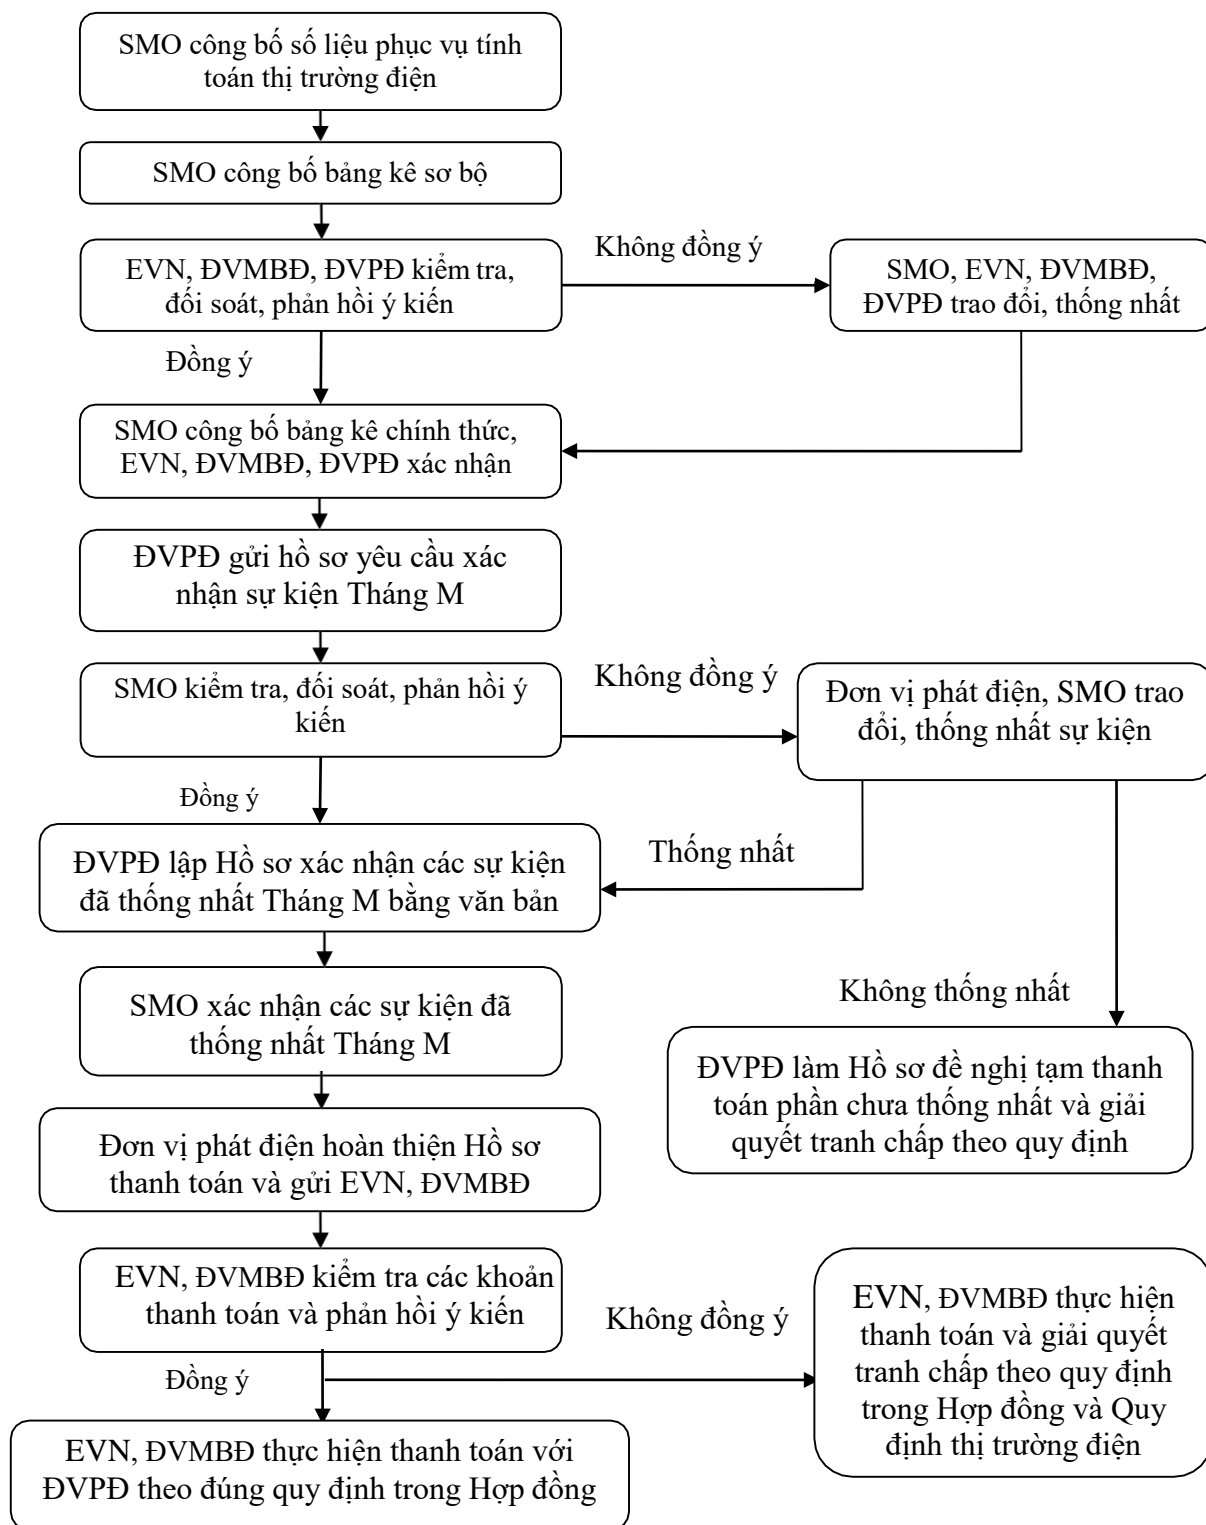 SMO công bố số liệu phục vụ tính
toán thị trường điện
SMO công bố bảng kê sơ bộ
EVN, ĐVMBĐ, ĐVPĐ kiểm tra,
đối soát, phản hồi ý kiến
Không đồng ý
SMO, EVN, ĐVMBĐ,
ĐVPĐ trao đổi, thống nhất
Đồng ý
SMO công bố bảng kê chính thức,
EVN, ĐVMBĐ, ĐVPĐ xác nhận
ĐVPĐ gửi hồ sơ yêu cầu xác
nhận sự kiện Tháng M
SMO kiểm tra, đối soát, phản hồi ý
kiến
Không đồng ý
Đơn vị phát điện, SMO trao
đổi, thống nhất sự kiện
Đồng ý
Thống nhất
ĐVPĐ lập Hồ sơ xác nhận các sự kiện
đã thống nhất Tháng M bằng văn bản
SMO xác nhận các sự kiện đã
thống nhất Tháng M
Không thống nhất
ĐVPĐ làm Hồ sơ đề nghị tạm thanh
toán phần chưa thống nhất và giải
quyết tranh chấp theo quy định
Đơn vị phát điện hoàn thiện Hồ sơ
thanh toán và gửi EVN, ĐVMBĐ
EVN, ĐVMBĐ kiểm tra các khoản
thanh toán và phản hồi ý kiến
Không đồng ý
EVN, ĐVMBĐ thực hiện
thanh toán và giải quyết
tranh chấp theo quy định
trong Hợp đồng và Quy
định thị trường điện
Đồng ý
EVN, ĐVMBĐ thực hiện thanh toán với
ĐVPĐ theo đúng quy định trong Hợp đồng